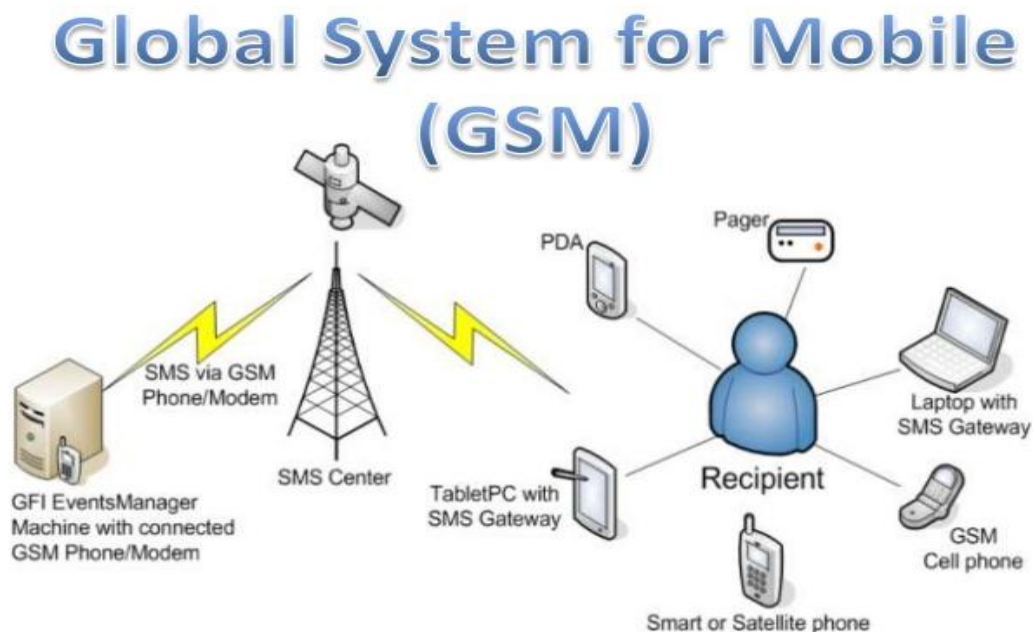 Global System for Mobile
(GSM)
PDA
Pager
SMS via GSM
Phone/Modem
Laptop with
SMS Gateway
SMS Center
TabletPC with
SMS Gateway
Recipient
GFI EventsManager
Machine with connected
GSM Phone/Modem
GSM
Cell phone
Smart or Satellite phone